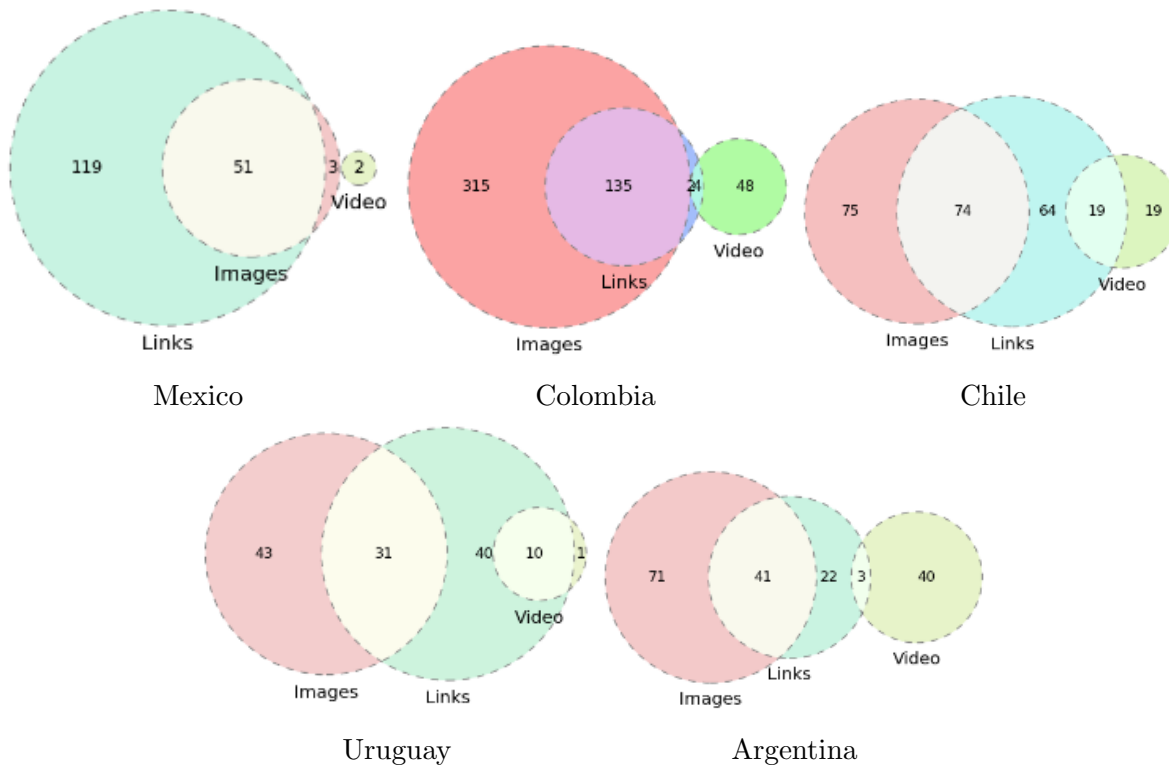 119 51 3 2
Video
Images
Links
Mexico
315 135 24 48
Video
Links
Images
Colombia
75 74 64 19 19
Video
Images Links
Chile
43 31 40 10 1
Video
Images Links
Uruguay
71 41 22 3 40
Video
Links
Images
Argentina